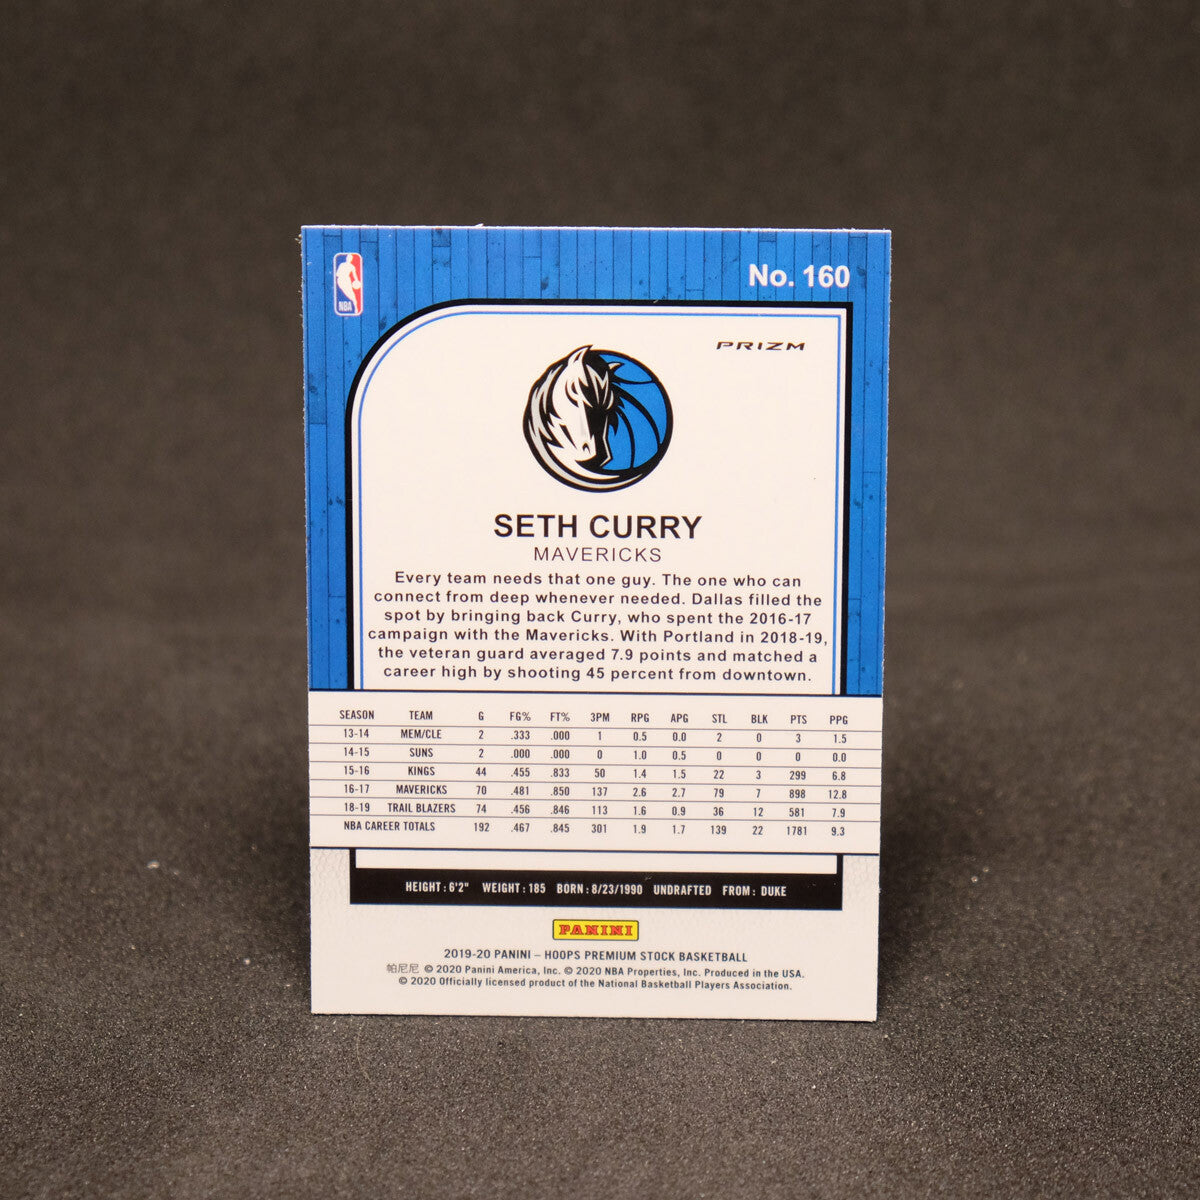 No. 160
NBA
PRIZM
SETH CURRY
MAVERICKS
Every team needs that one guy. The one who can
connect from deep whenever needed. Dallas filled the
spot by bringing back Curry, who spent the 2016-17
campaign with the Mavericks. With Portland in 2018-19,
the veteran guard averaged 7.9 points and matched a
career high by shooting 45 percent from downtown.
SEASON TEAM G FG% FT% 3PM RPG APG STL BLK PTS PPG
13-14 MEM/CLE 2 .333 .000 1 0.5 0.0 2 0 3 1.5
14-15 SUNS 2 .000 .000 0 1.0 0.5 0 0 0 0.0
15-16 KINGS 44 .455 .833 50 1.4 1.5 22 3 299 6.8
16-17 MAVERICKS 70 .481 .850 137 2.6 2.7 79 7 898 12.8
18-19 TRAIL BLAZERS 74 .456 .846 113 1.6 0.9 36 12 581 7.9
NBA CAREER TOTALS 192 .467 .845 301 1.9 1.7 139 22 1781 9.3
HEIGHT: 6'2" WEIGHT: 185 BORN: 8/23/1990 UNDRAFTED FROM: DUKE
PANINI
2019-20 PANINI – HOOPS PREMIUM STOCK BASKETBALL
帕尼尼 © 2020 Panini America, Inc. © 2020 NBA Properties, Inc. Produced in the USA.
© 2020 Officially licensed product of the National Basketball Players Association.